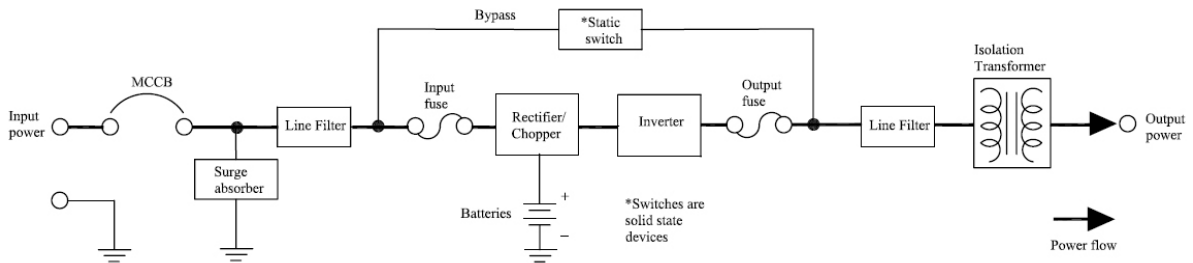 Bypass
*Static
switch
Isolation
Transformer
MCCB
Input
fuse
Output
fuse
Input
power
Line Filter
Rectifier/
Chopper
Inverter
Line Filter
Output
power
Surge
absorber
Batteries
+
–
*Switches are
solid state
devices
Power flow